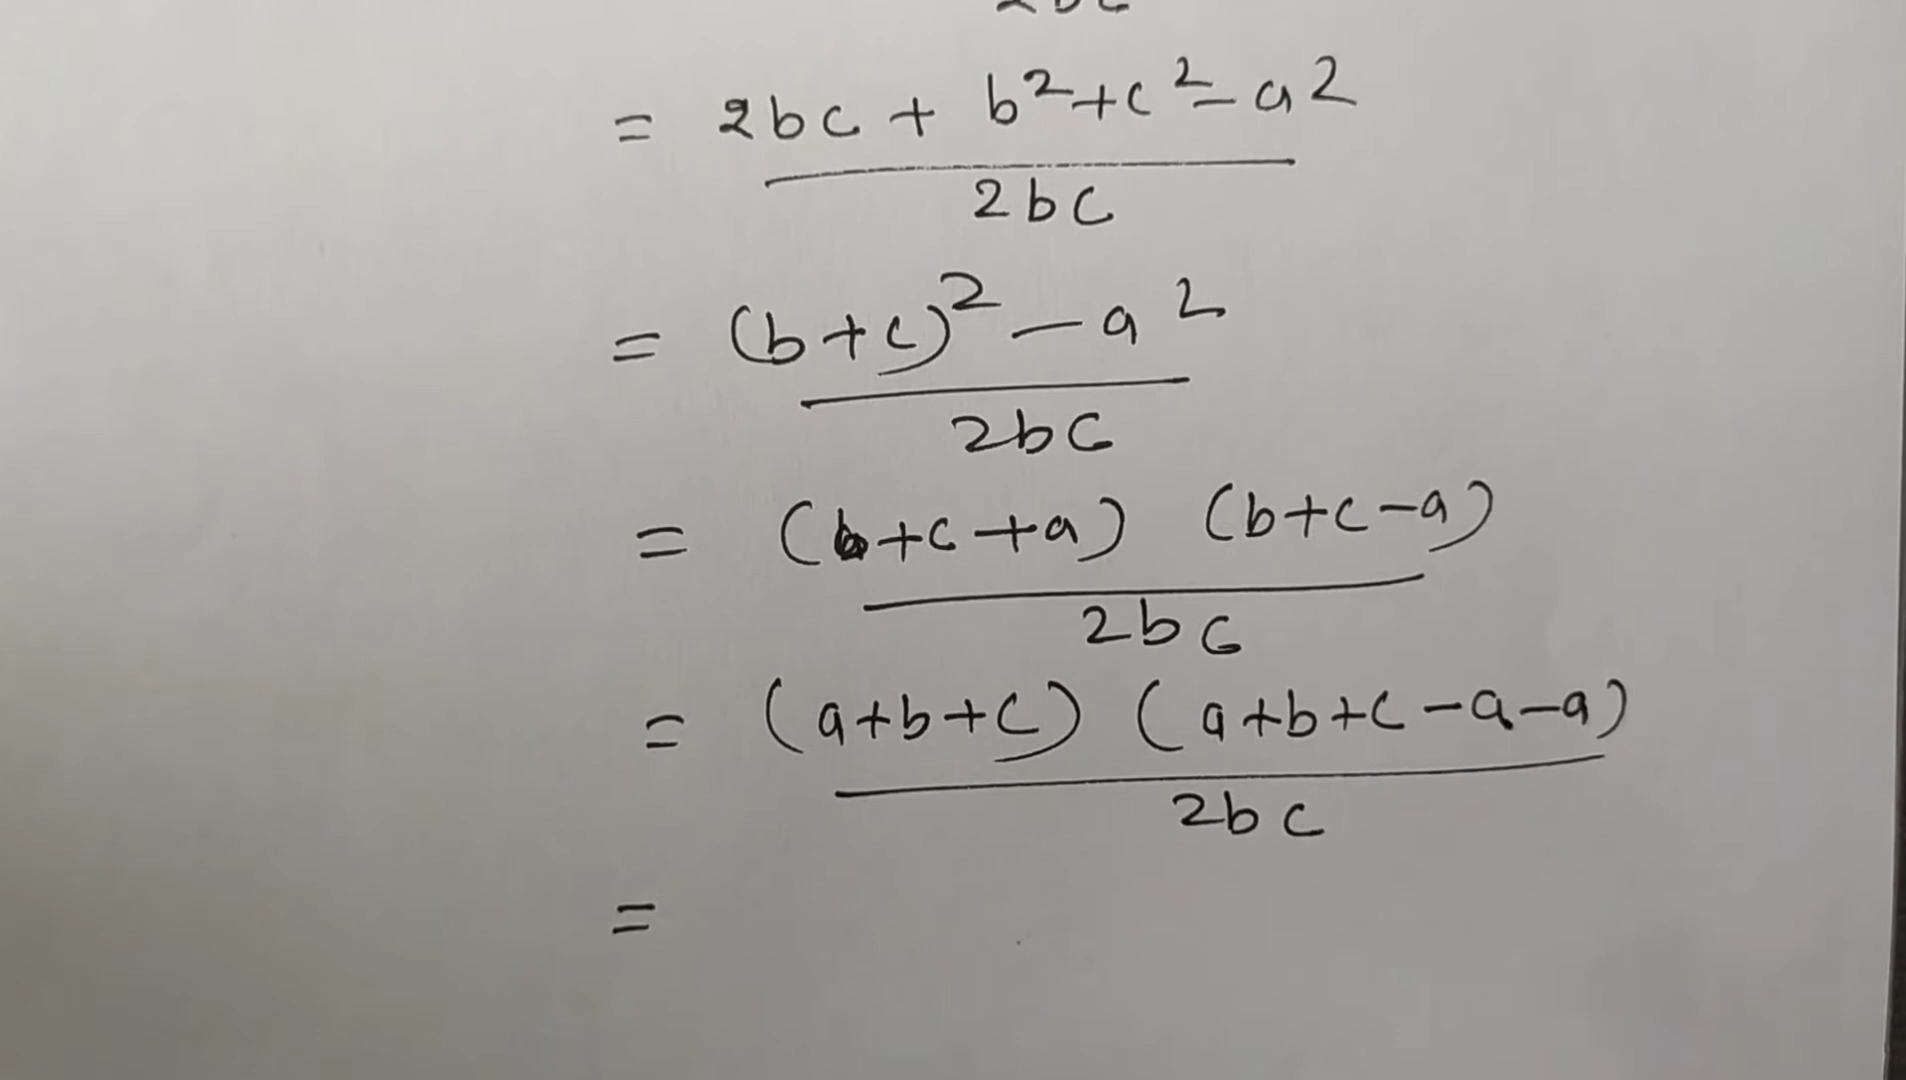 = 2bc + b²+c²-a²
2bc
= (b+c)² - a²
2bc
= (b+c+a) (b+c-a)
2bc
= (a+b+c) (a+b+c-a-a)
2bc
=